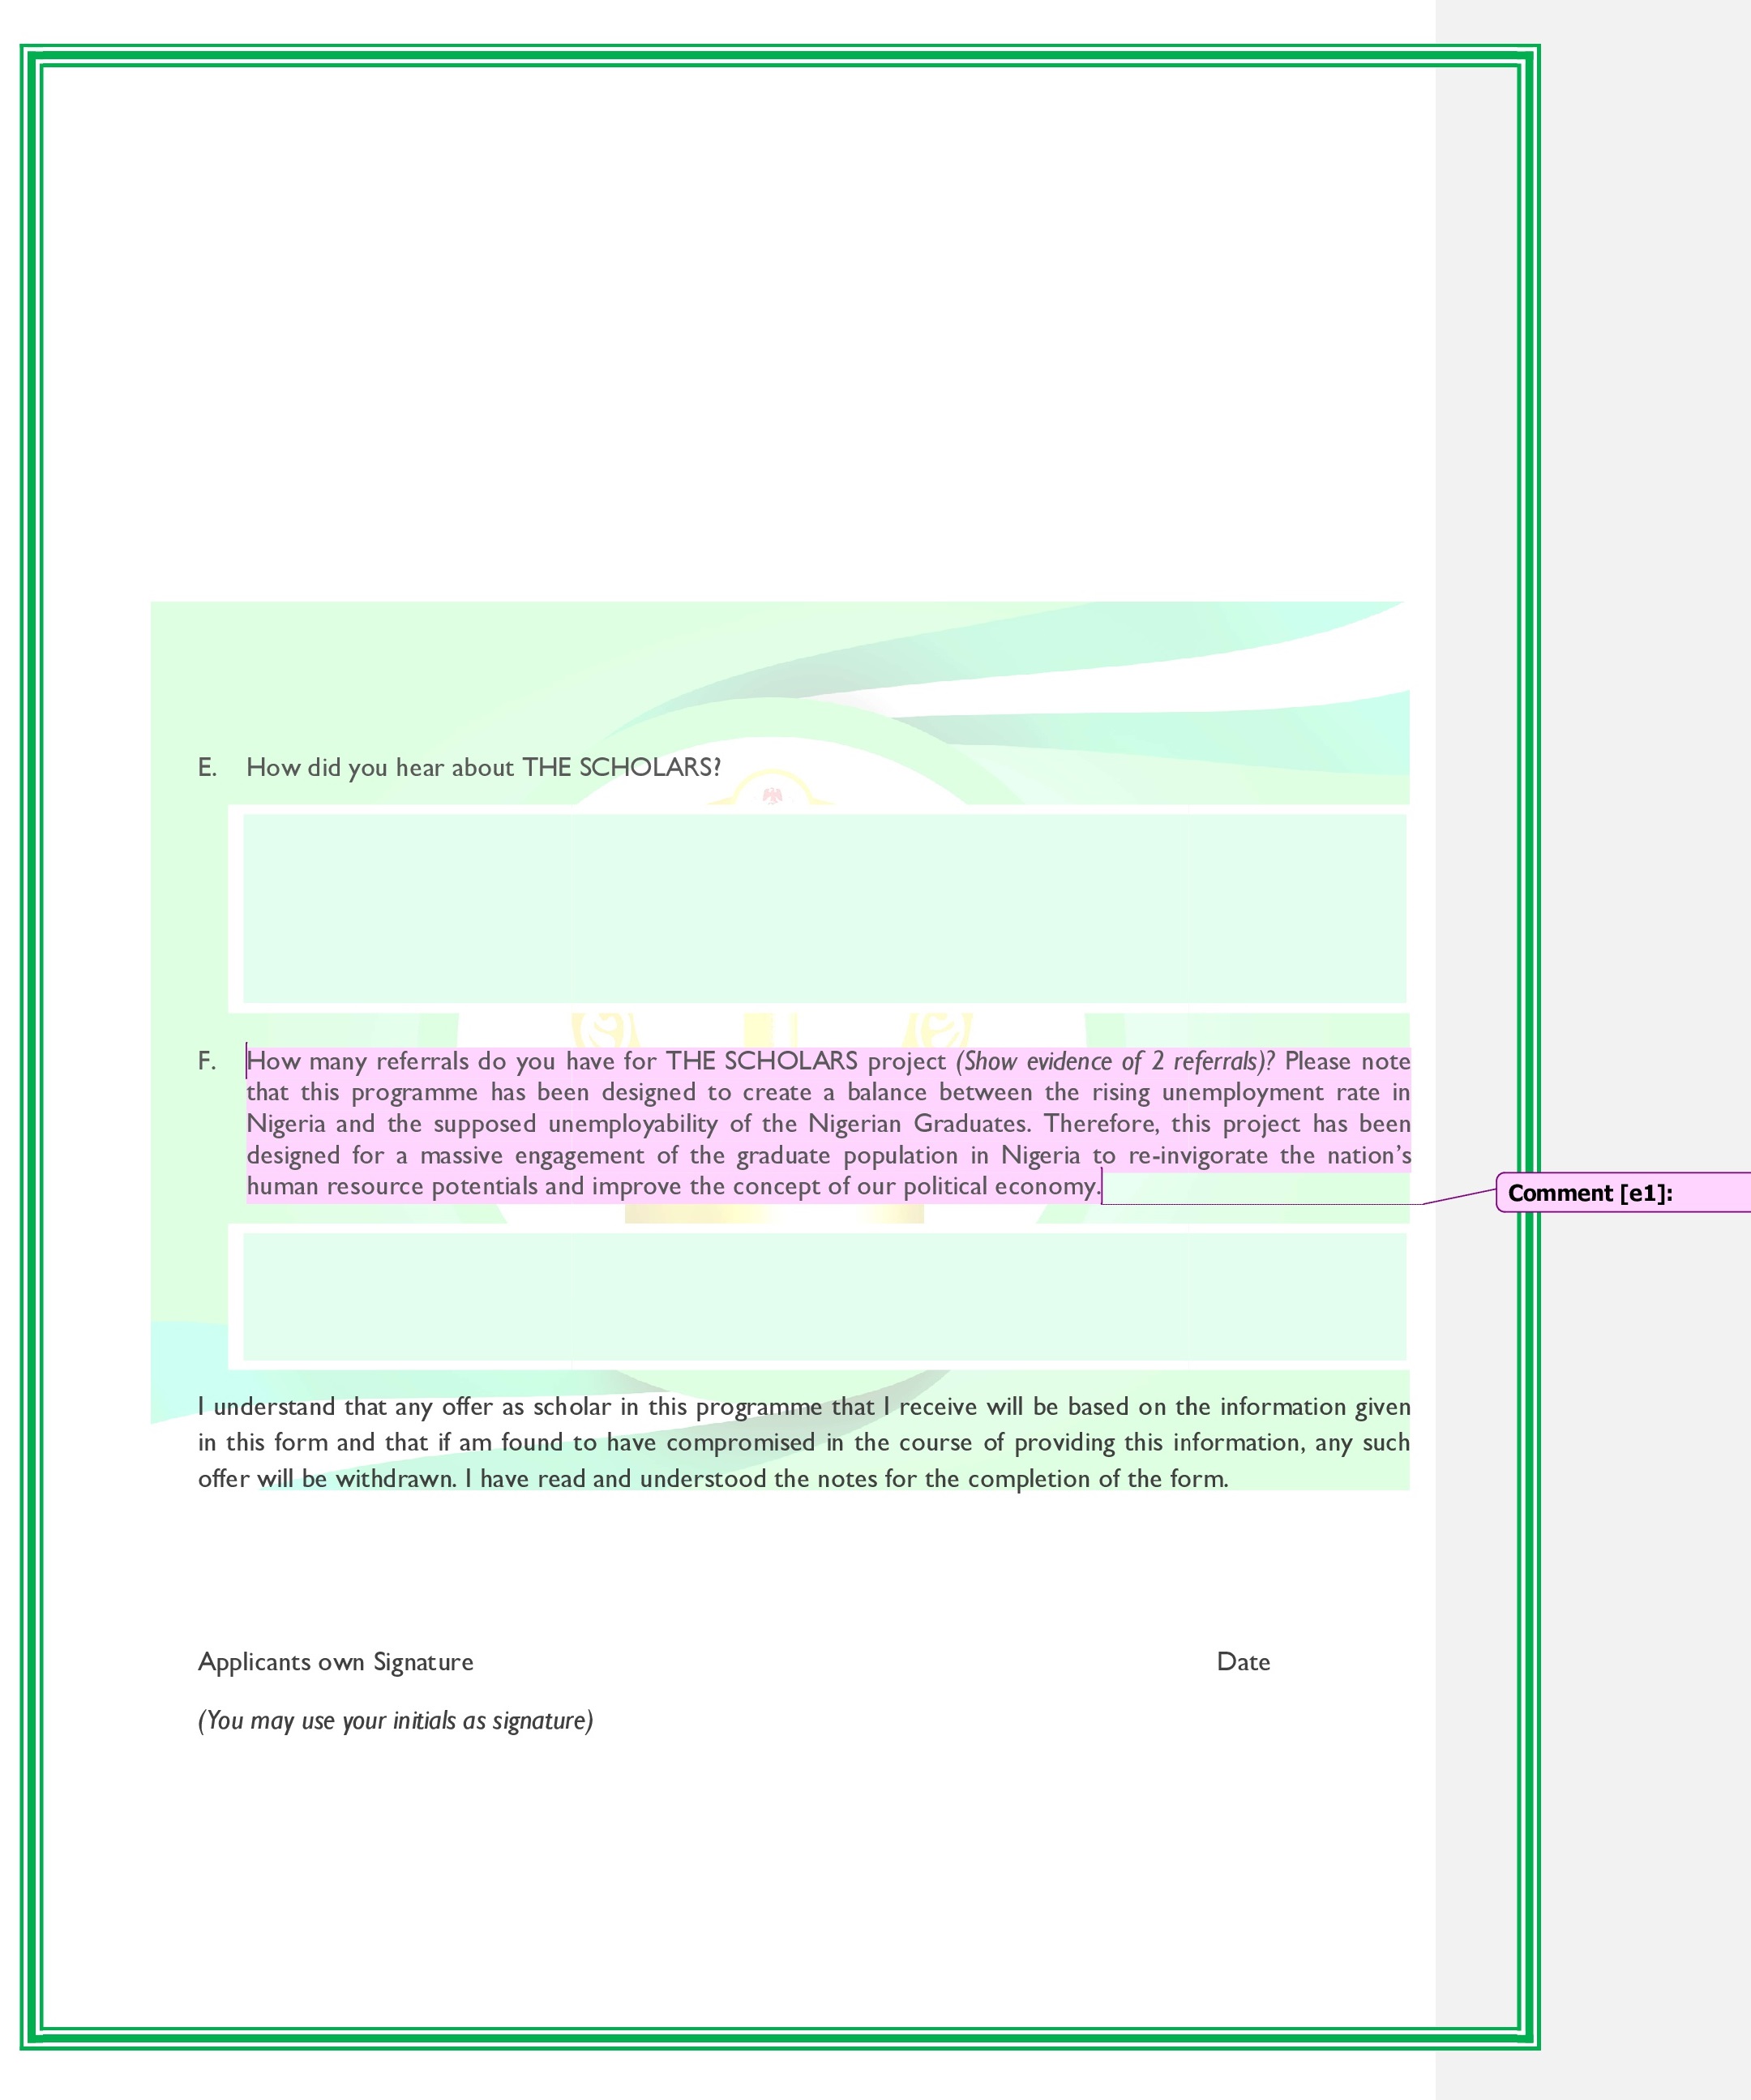 E. How did you hear about THE SCHOLARS?
F. How many referrals do you have for THE SCHOLARS project (Show evidence of 2 referrals)? Please note
that this programme has been designed to create a balance between the rising unemployment rate in
Nigeria and the supposed unemployability of the Nigerian Graduates. Therefore, this project has been
designed for a massive engagement of the graduate population in Nigeria to re-invigorate the nation’s
human resource potentials and improve the concept of our political economy.
Comment [e1]:
I understand that any offer as scholar in this programme that I receive will be based on the information given
in this form and that if am found to have compromised in the course of providing this information, any such
offer will be withdrawn. I have read and understood the notes for the completion of the form.
Applicants own Signature Date
(You may use your initials as signature)